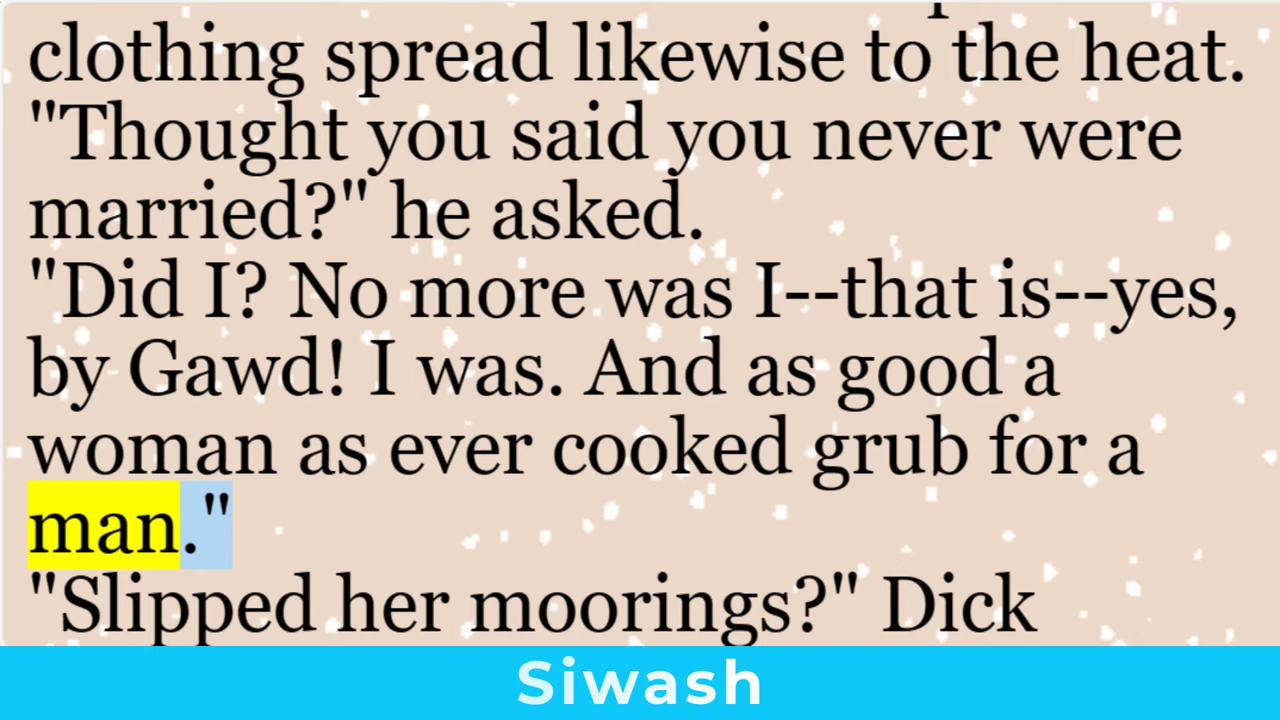 clothing spread likewise to the heat.
"Thought you said you never were
married?" he asked.
"Did I? No more was I--that is--yes,
by Gawd! I was. And as good a
woman as ever cooked grub for a
man."
"Slipped her moorings?" Dick
Siwash